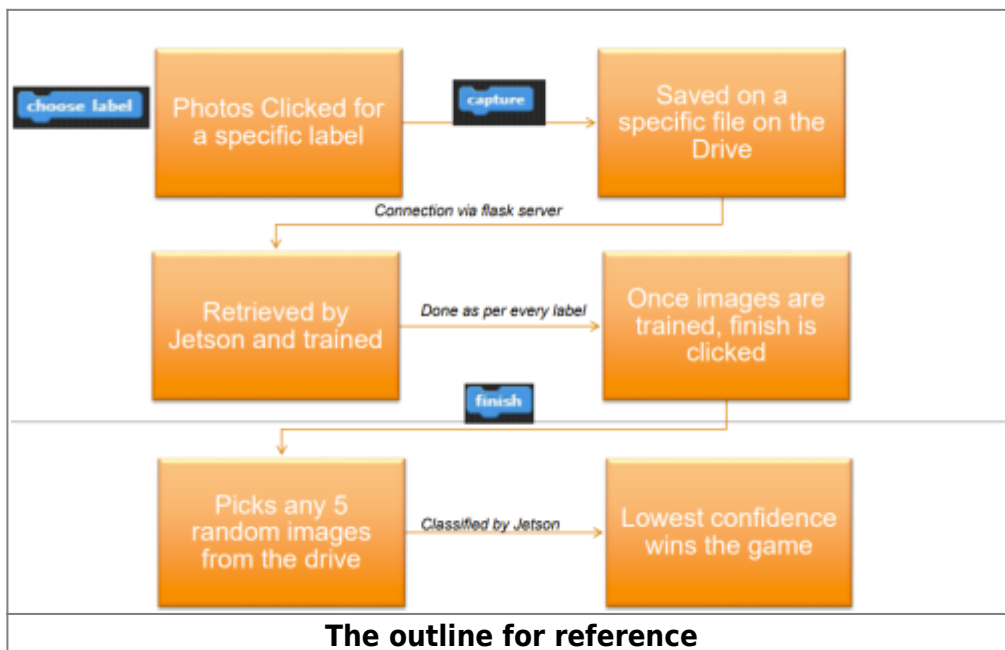 choose label
Photos Clicked for
a specific label
capture
Saved on a
specific file on the
Drive
Connection via flask server
Retrieved by
Jetson and trained
Done as per every label
Once images are
trained, finish is
clicked
finish
Picks any 5
random images
from the drive
Classified by Jetson
Lowest confidence
wins the game
The outline for reference